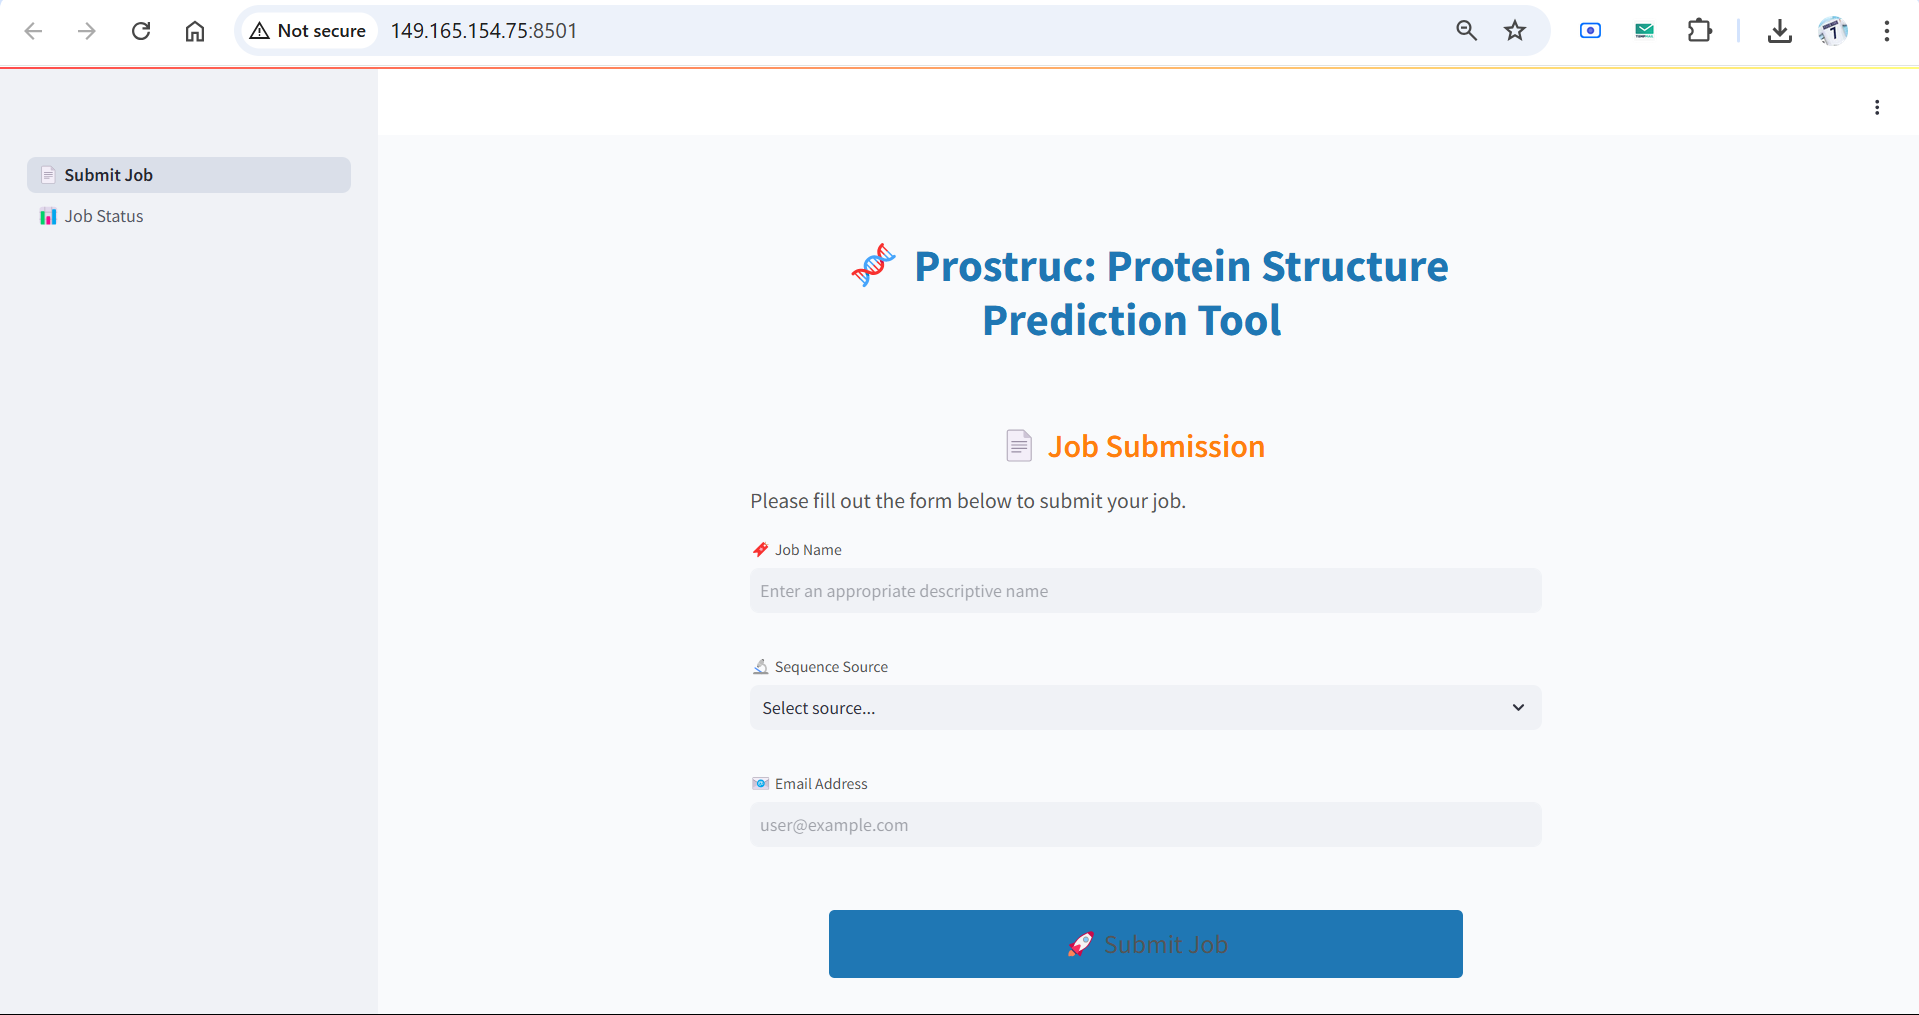 Not secure
149.165.154.75:8501
Submit Job
Job Status
Prostruc: Protein Structure
Prediction Tool
Job Submission
Please fill out the form below to submit your job.
Job Name
Enter an appropriate descriptive name
Sequence Source
Select source...
Email Address
user@example.com
Submit Job